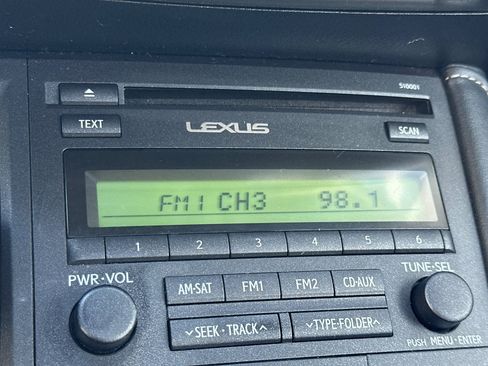 510001
TEXT LEXUS SCAN
FM1 CH3 98.1
1 2 3 4 5 6
PWR·VOL TUNE·SEL
AM·SAT FM1 FM2 CD·AUX
∨SEEK·TRACK∧ ∨TYPE·FOLDER∧
PUSH MENU·ENTER